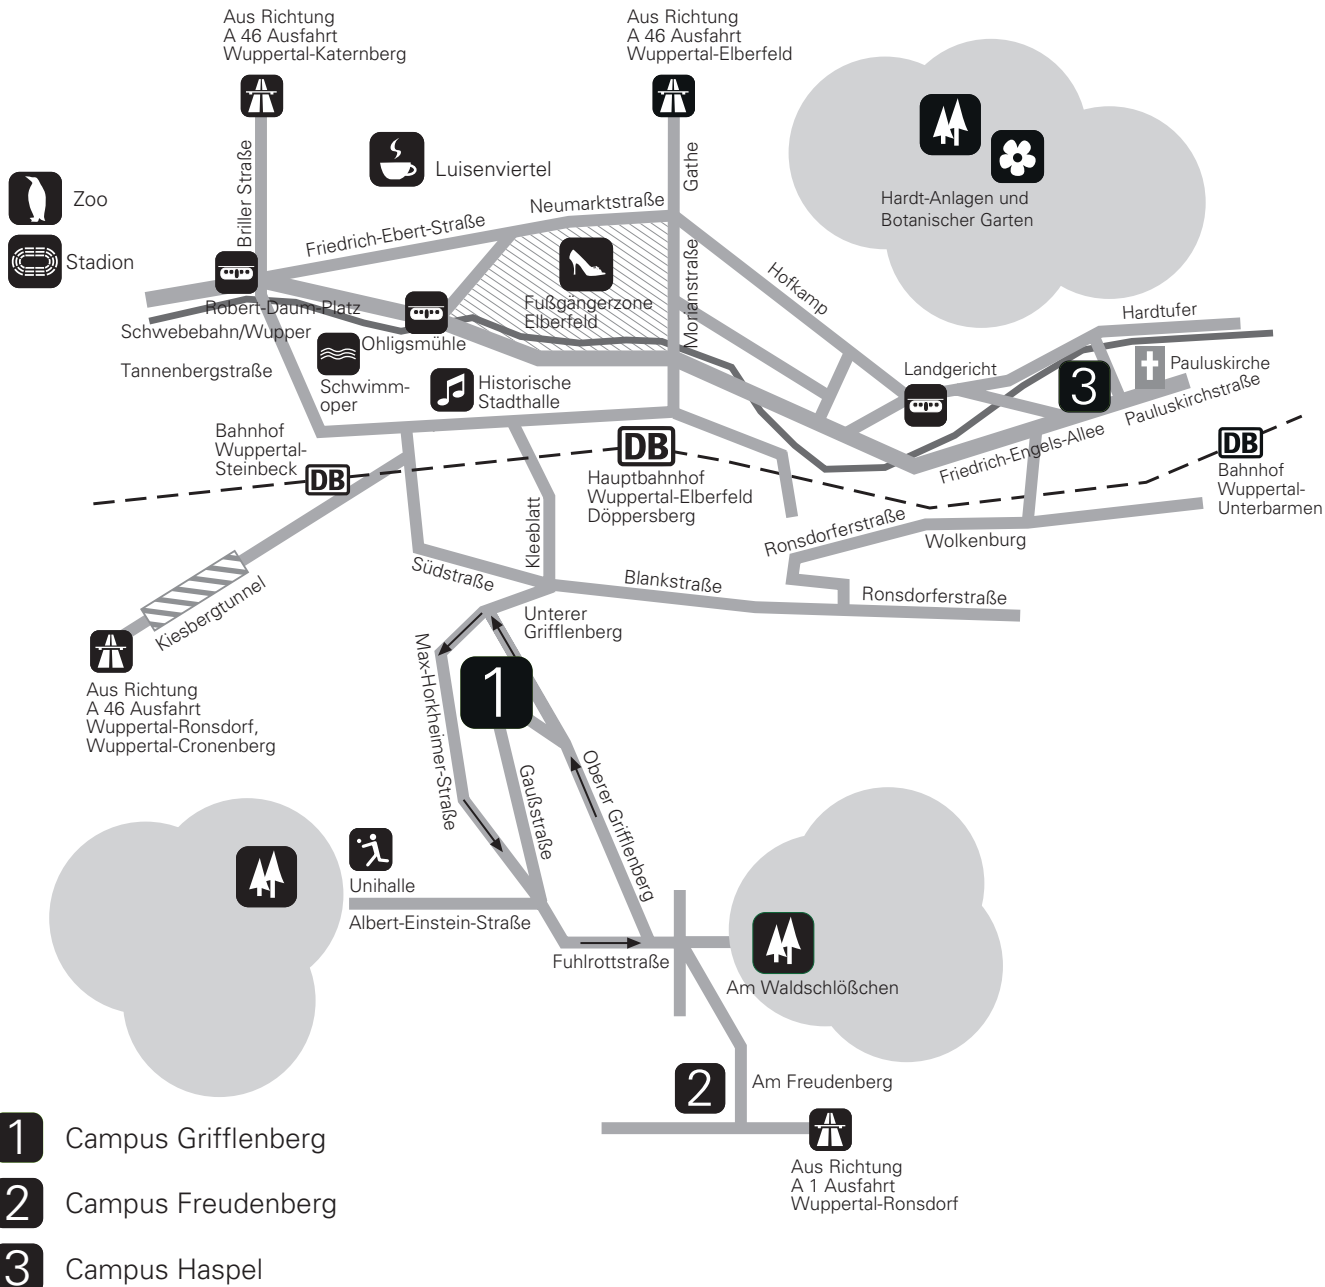 Aus Richtung
A 46 Ausfahrt
Wuppertal-Katernberg
Aus Richtung
A 46 Ausfahrt
Wuppertal-Elberfeld
Briller Straße
Luisenviertel
Gathe
Hardt-Anlagen und
Botanischer Garten
Zoo
Stadion
Friedrich-Ebert-Straße
Neumarktstraße
Morianstraße
Hofkamp
Fußgängerzone
Elberfeld
Robert-Daum-Platz
Schwebebahn/Wupper
Ohligsmühle
Hardtufer
Tannenbergstraße
Schwimm-
oper
Historische
Stadthalle
Landgericht
3
Pauluskirche
Pauluskirchstraße
Friedrich-Engels-Allee
Bahnhof
Wuppertal-
Steinbeck
DB
DB
Hauptbahnhof
Wuppertal-Elberfeld
Döppersberg
DB
Bahnhof
Wuppertal-
Unterbarmen
Kleeblatt
Ronsdorferstraße
Wolkenburg
Südstraße
Blankstraße
Ronsdorferstraße
Kiesbergtunnel
Unterer
Grifflenberg
Aus Richtung
A 46 Ausfahrt
Wuppertal-Ronsdorf,
Wuppertal-Cronenberg
Max-Horkheimer-Straße
1
Gaußstraße
Oberer Grifflenberg
Unihalle
Albert-Einstein-Straße
Fuhlrottstraße
Am Waldschlößchen
2
Am Freudenberg
Aus Richtung
A 1 Ausfahrt
Wuppertal-Ronsdorf
1 Campus Grifflenberg
2 Campus Freudenberg
3 Campus Haspel